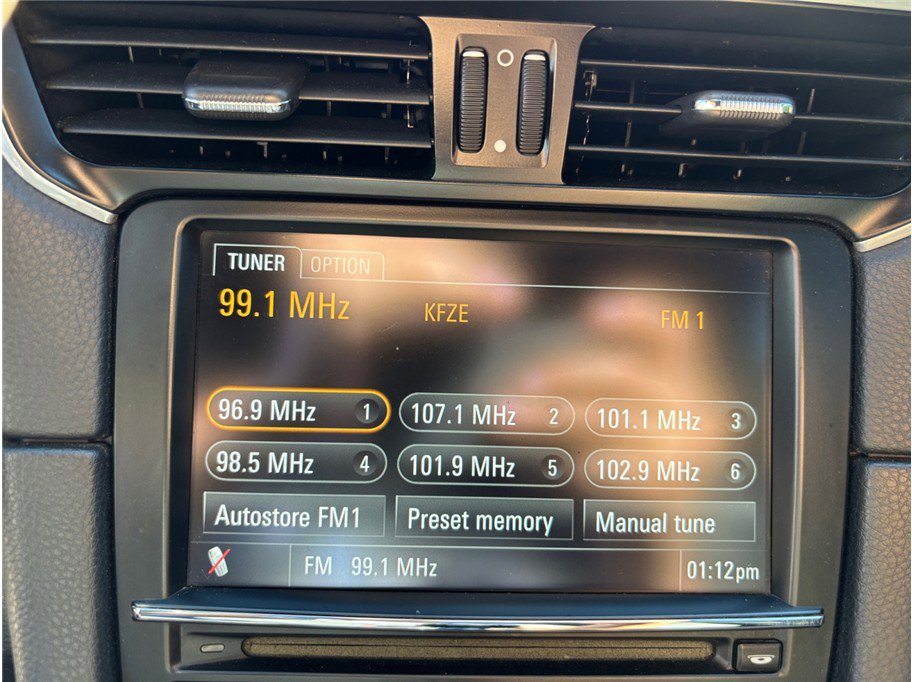 TUNER OPTION
99.1 MHz KFZE FM 1
96.9 MHz 1 107.1 MHz 2 101.1 MHz 3
98.5 MHz 4 101.9 MHz 5 102.9 MHz 6
Autostore FM1 Preset memory Manual tune
FM 99.1 MHz 01:12pm